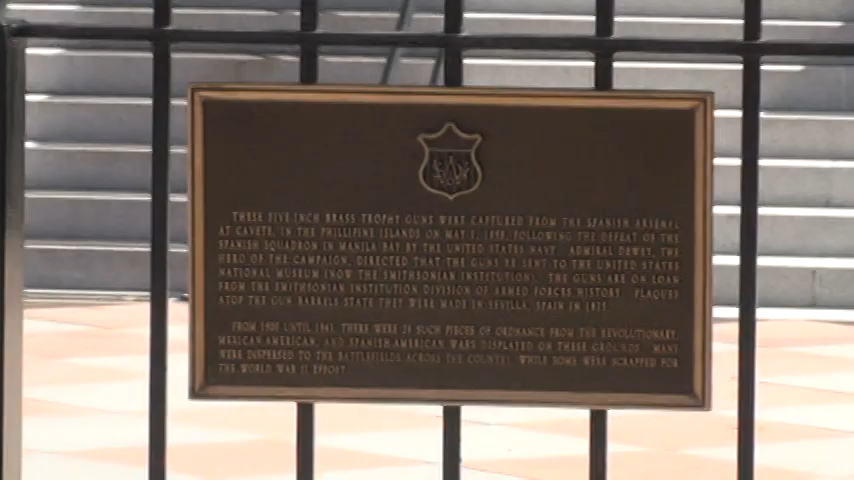 THESE FIVE-INCH BRASS TROPHY GUNS WERE CAPTURED FROM THE SPANISH ARSENAL
AT CAVETE, IN THE PHILLIPINE ISLANDS ON MAY 1, 1898, FOLLOWING THE DEFEAT OF THE
SPANISH SQUADRON IN MANILA BAY BY THE UNITED STATES NAVY. ADMIRAL DEWEY, THE
HERO OF THE CAMPAIGN, DIRECTED THAT THE GUNS BE SENT TO THE UNITED STATES
NATIONAL MUSEUM (NOW THE SMITHSONIAN INSTITUTION). THE GUNS ARE ON LOAN
FROM THE SMITHSONIAN INSTITUTION DIVISION OF ARMED FORCES HISTORY. PLAQUES
ATOP THE GUN BARRELS STATE THEY WERE MADE IN SEVILLA, SPAIN IN
FROM UNTIL THERE WERE SUCH PIECES OF ORDNANCE FROM THE REVOLUTIONARY,
MEXICAN-AMERICAN, AND SPANISH-AMERICAN WARS DISPLAYED ON THESE GROUNDS. MANY
WERE DISPERSED TO THE BATTLEFIELDS ACROSS THE COUNTRY, WHILE SOME WERE SCRAPPED FOR
THE WORLD WAR II EFFORT.